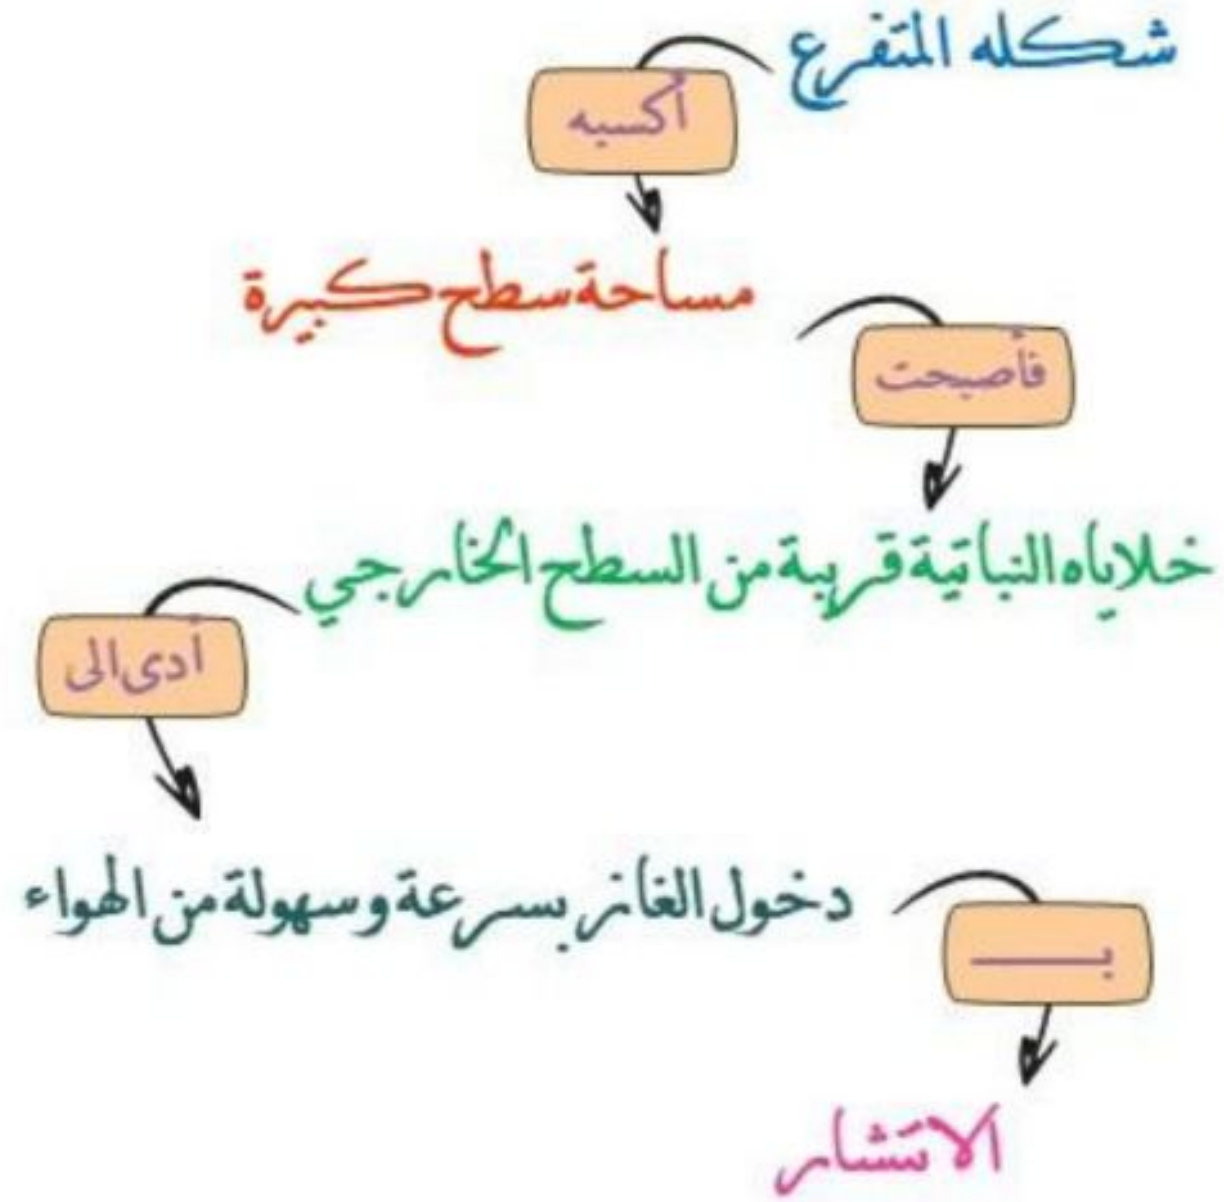 شكله المتفرع
أكسبه
مساحة سطح كبيرة
فأصبحت
خلاياه النباتية قريبة من السطح الخارجي
أدى الى
دخول الغاز بسرعة وسهولة من الهواء
بـــــــ
الانتشار